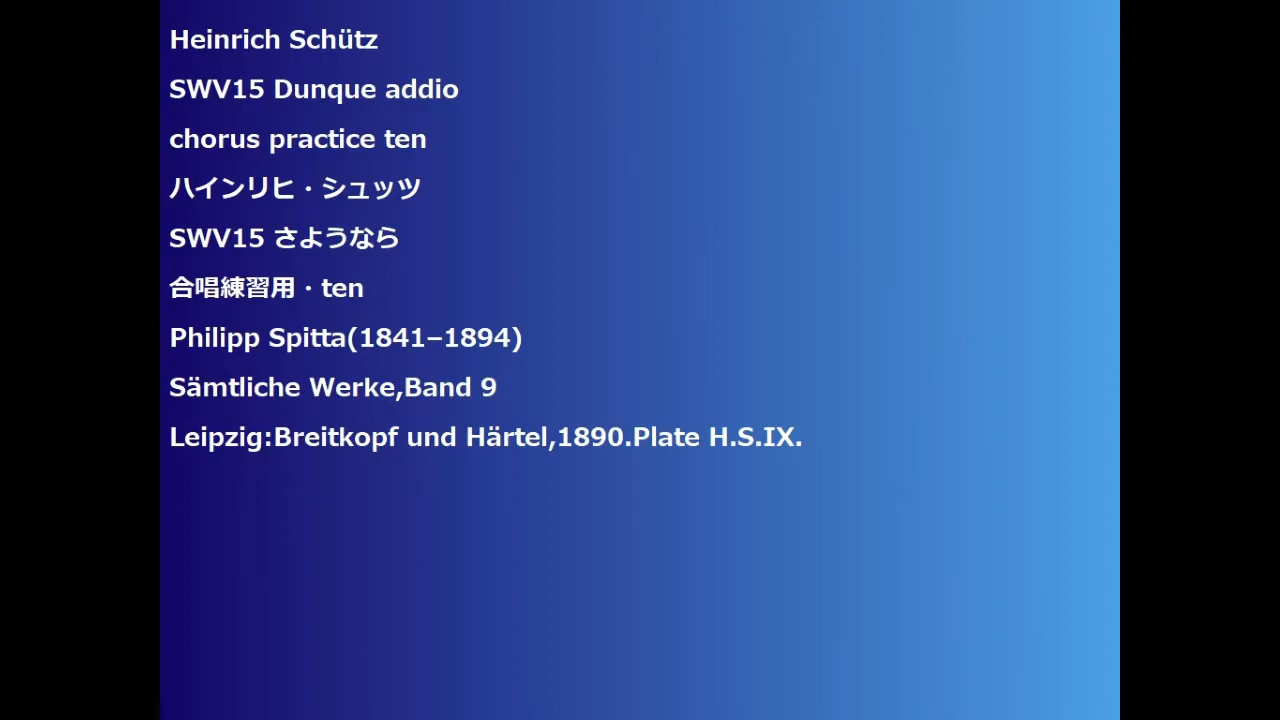 Heinrich Schütz
SWV15 Dunque addio
chorus practice ten
ハインリヒ・シュッツ
SWV15 さようなら
合唱練習用・ten
Philipp Spitta(1841–1894)
Sämtliche Werke,Band 9
Leipzig:Breitkopf und Härtel,1890.Plate H.S.IX.